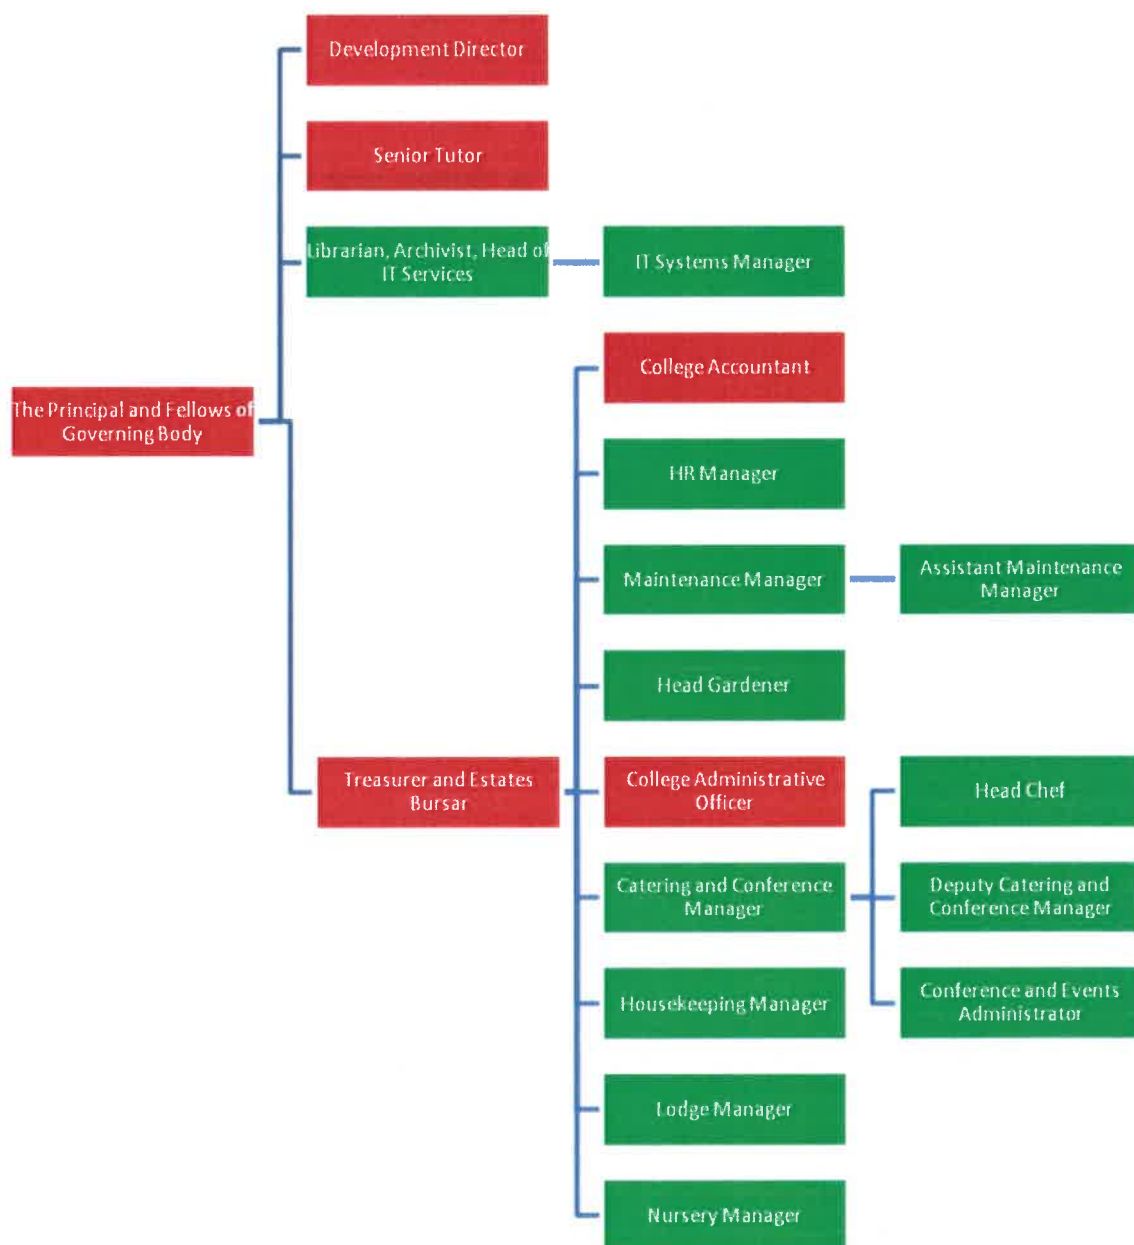 Development Director
Senior Tutor
Librarian, Archivist, Head of
IT Services
IT Systems Manager
College Accountant
The Principal and Fellows of
Governing Body
HR Manager
Maintenance Manager
Assistant Maintenance
Manager
Head Gardener
Treasurer and Estates
Bursar
College Administrative
Officer
Head Chef
Catering and Conference
Manager
Deputy Catering and
Conference Manager
Housekeeping Manager
Conference and Events
Administrator
Lodge Manager
Nursery Manager